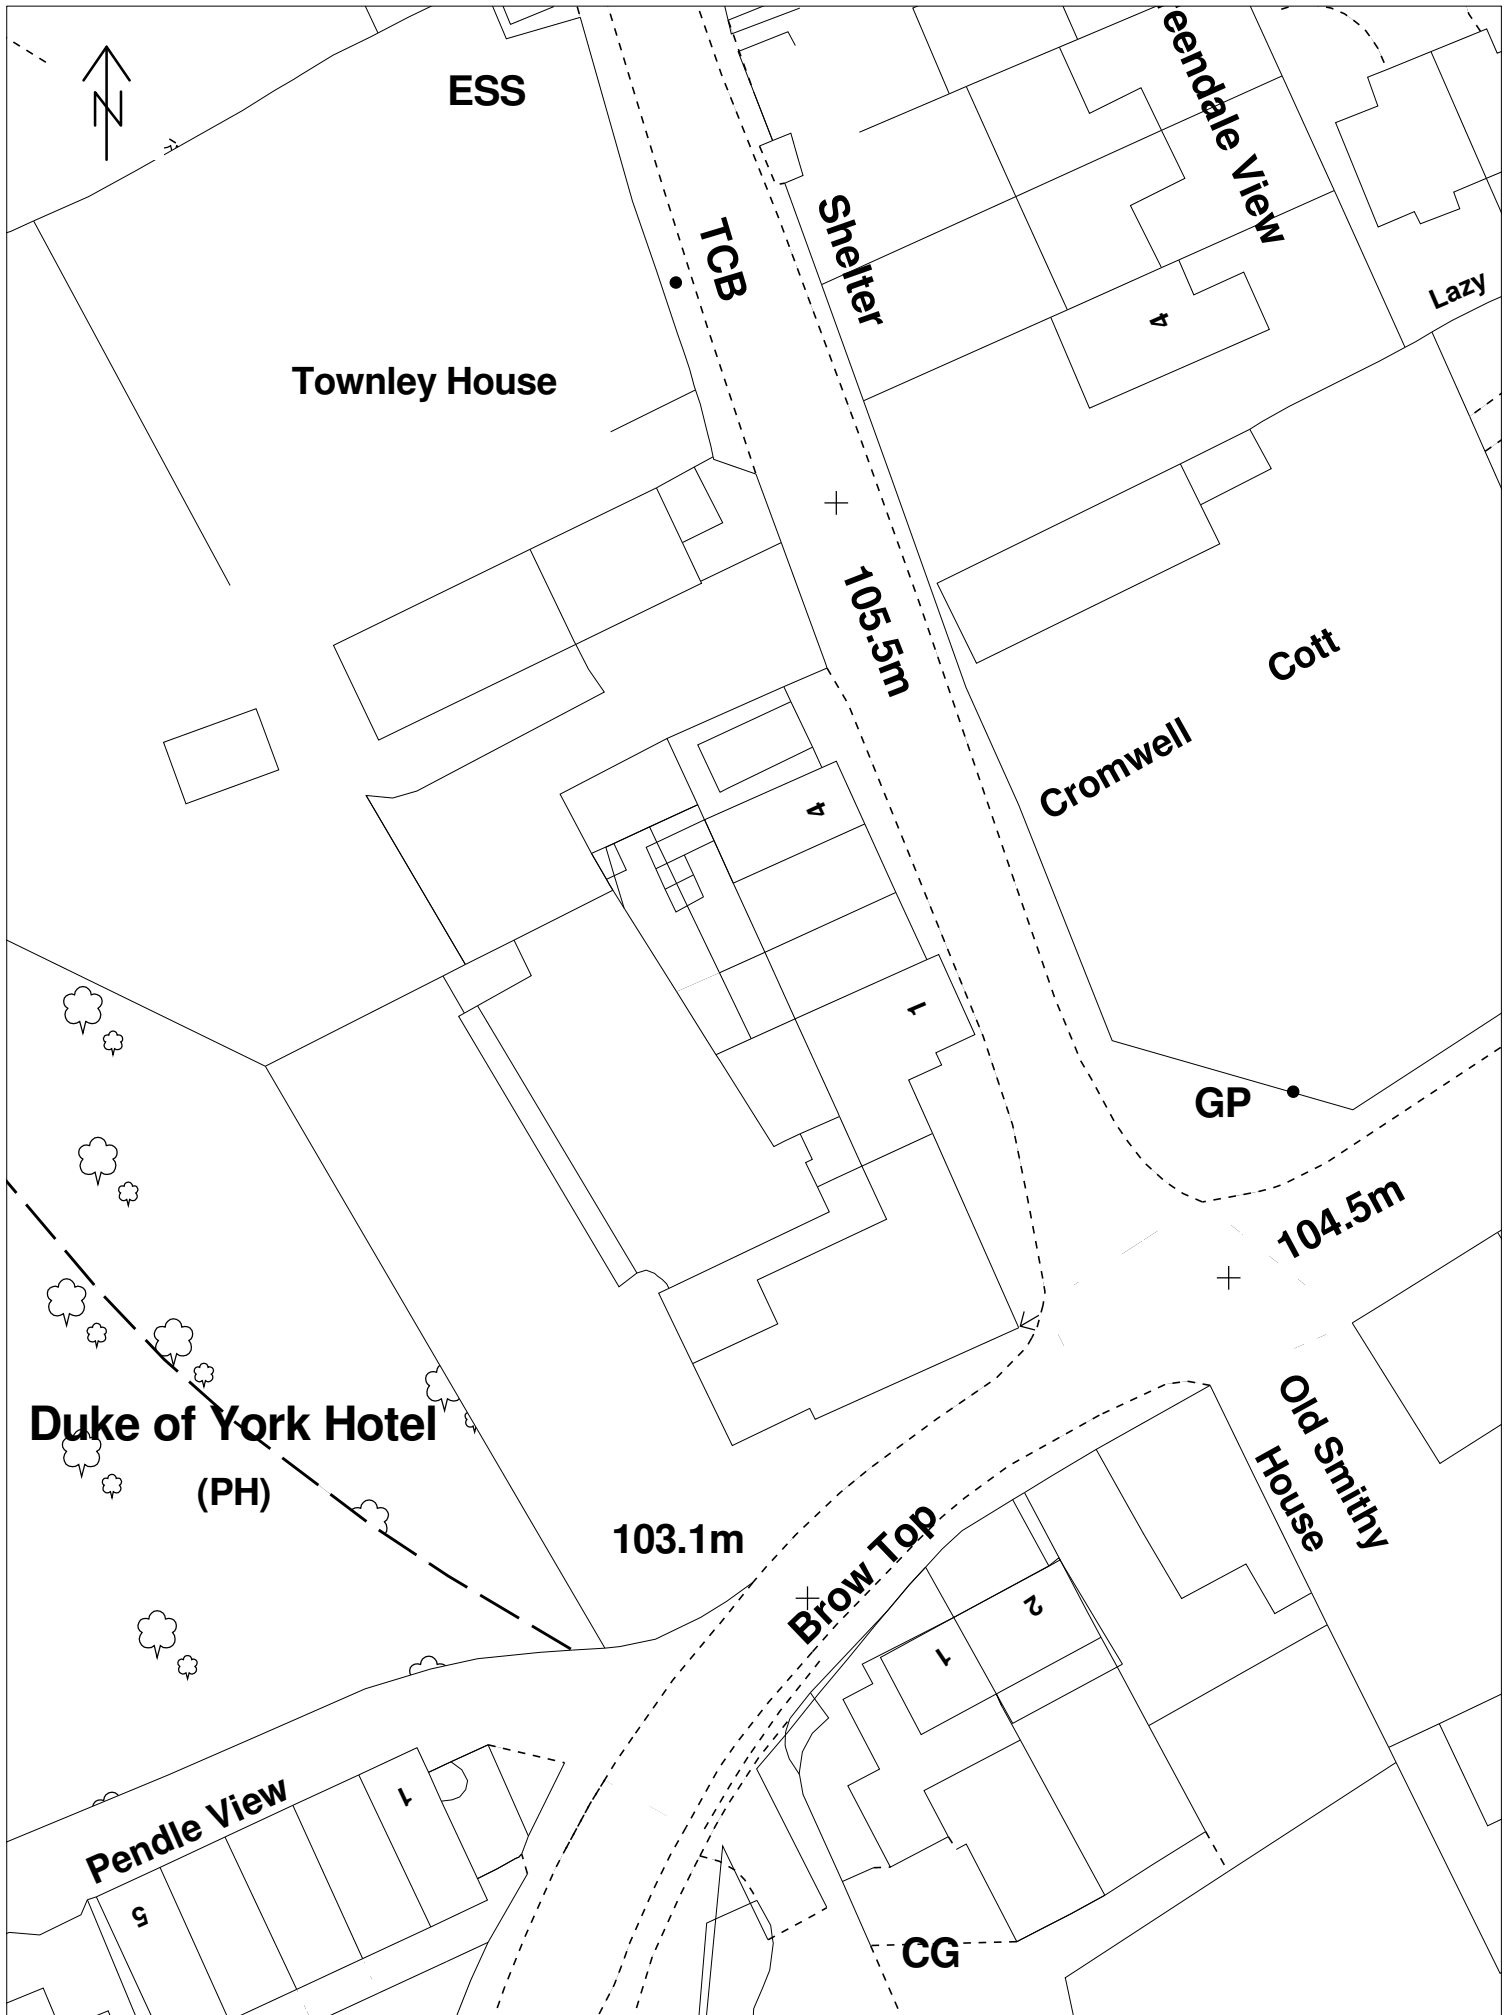 eendale View
N
ESS
TCB
Shelter
Lazy
4
Townley House
105.5m
Cott
Cromwell
4
1
GP
104.5m
Duke of York Hotel
(PH)
Old Smithy
House
103.1m
Brow Top
2
1
Pendle View
1
5
CG